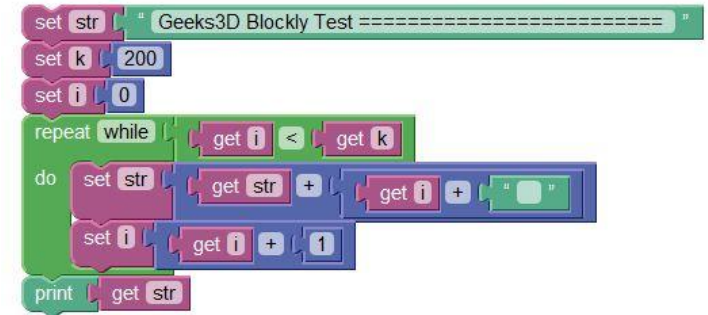 set str “ Geeks3D Blockly Test ========================= ”
set k 200
set i 0
repeat while get i < get k
do set str get str + get i + “ ”
set i get i + 1
print get str